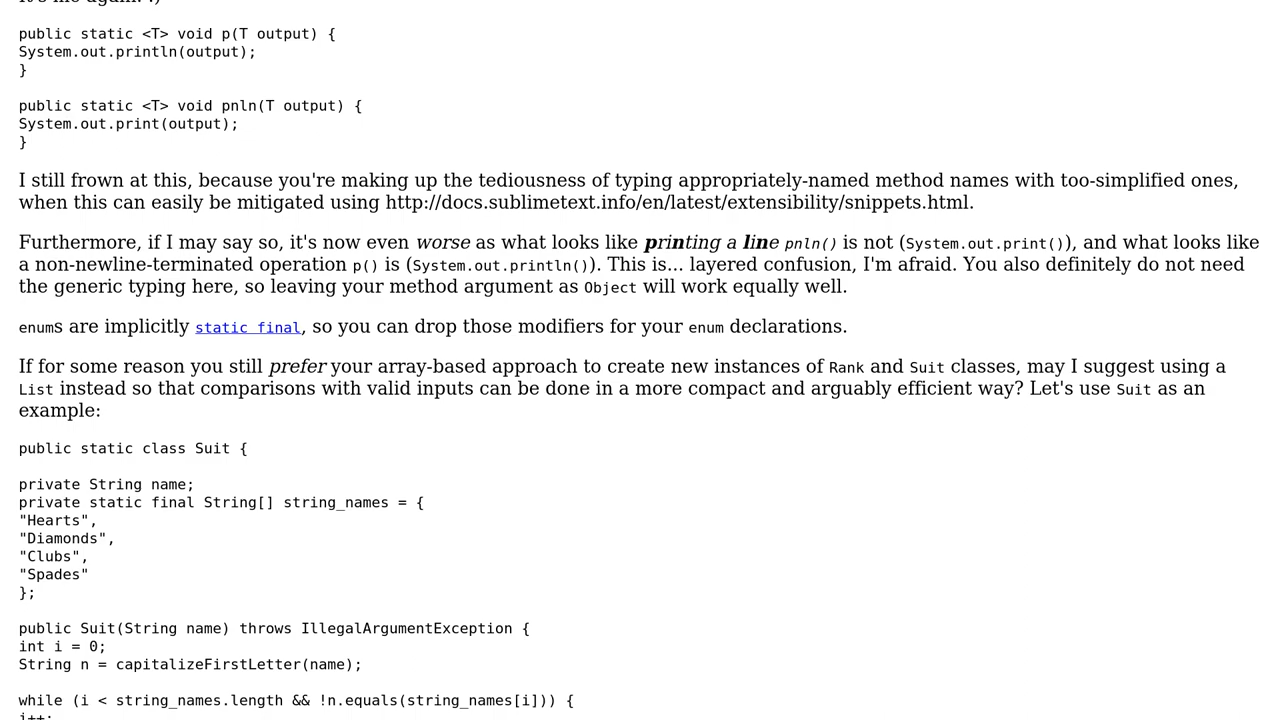 It's me again. :)
public static <T> void p(T output) {
System.out.println(output);
}
public static <T> void pnln(T output) {
System.out.print(output);
}
I still frown at this, because you're making up the tediousness of typing appropriately-named method names with too-simplified ones,
when this can easily be mitigated using http://docs.sublimetext.info/en/latest/extensibility/snippets.html.
Furthermore, if I may say so, it's now even worse as what looks like printing a line pnln() is not (System.out.print()), and what looks like
a non-newline-terminated operation p() is (System.out.println()). This is... layered confusion, I'm afraid. You also definitely do not need
the generic typing here, so leaving your method argument as Object will work equally well.
enums are implicitly static final, so you can drop those modifiers for your enum declarations.
If for some reason you still prefer your array-based approach to create new instances of Rank and Suit classes, may I suggest using a
List instead so that comparisons with valid inputs can be done in a more compact and arguably efficient way? Let's use Suit as an
example:
public static class Suit {
private String name;
private static final String[] string_names = {
"Hearts",
"Diamonds",
"Clubs",
"Spades"
};
public Suit(String name) throws IllegalArgumentException {
int i = 0;
String n = capitalizeFirstLetter(name);
while (i < string_names.length && !n.equals(string_names[i])) {
i++;